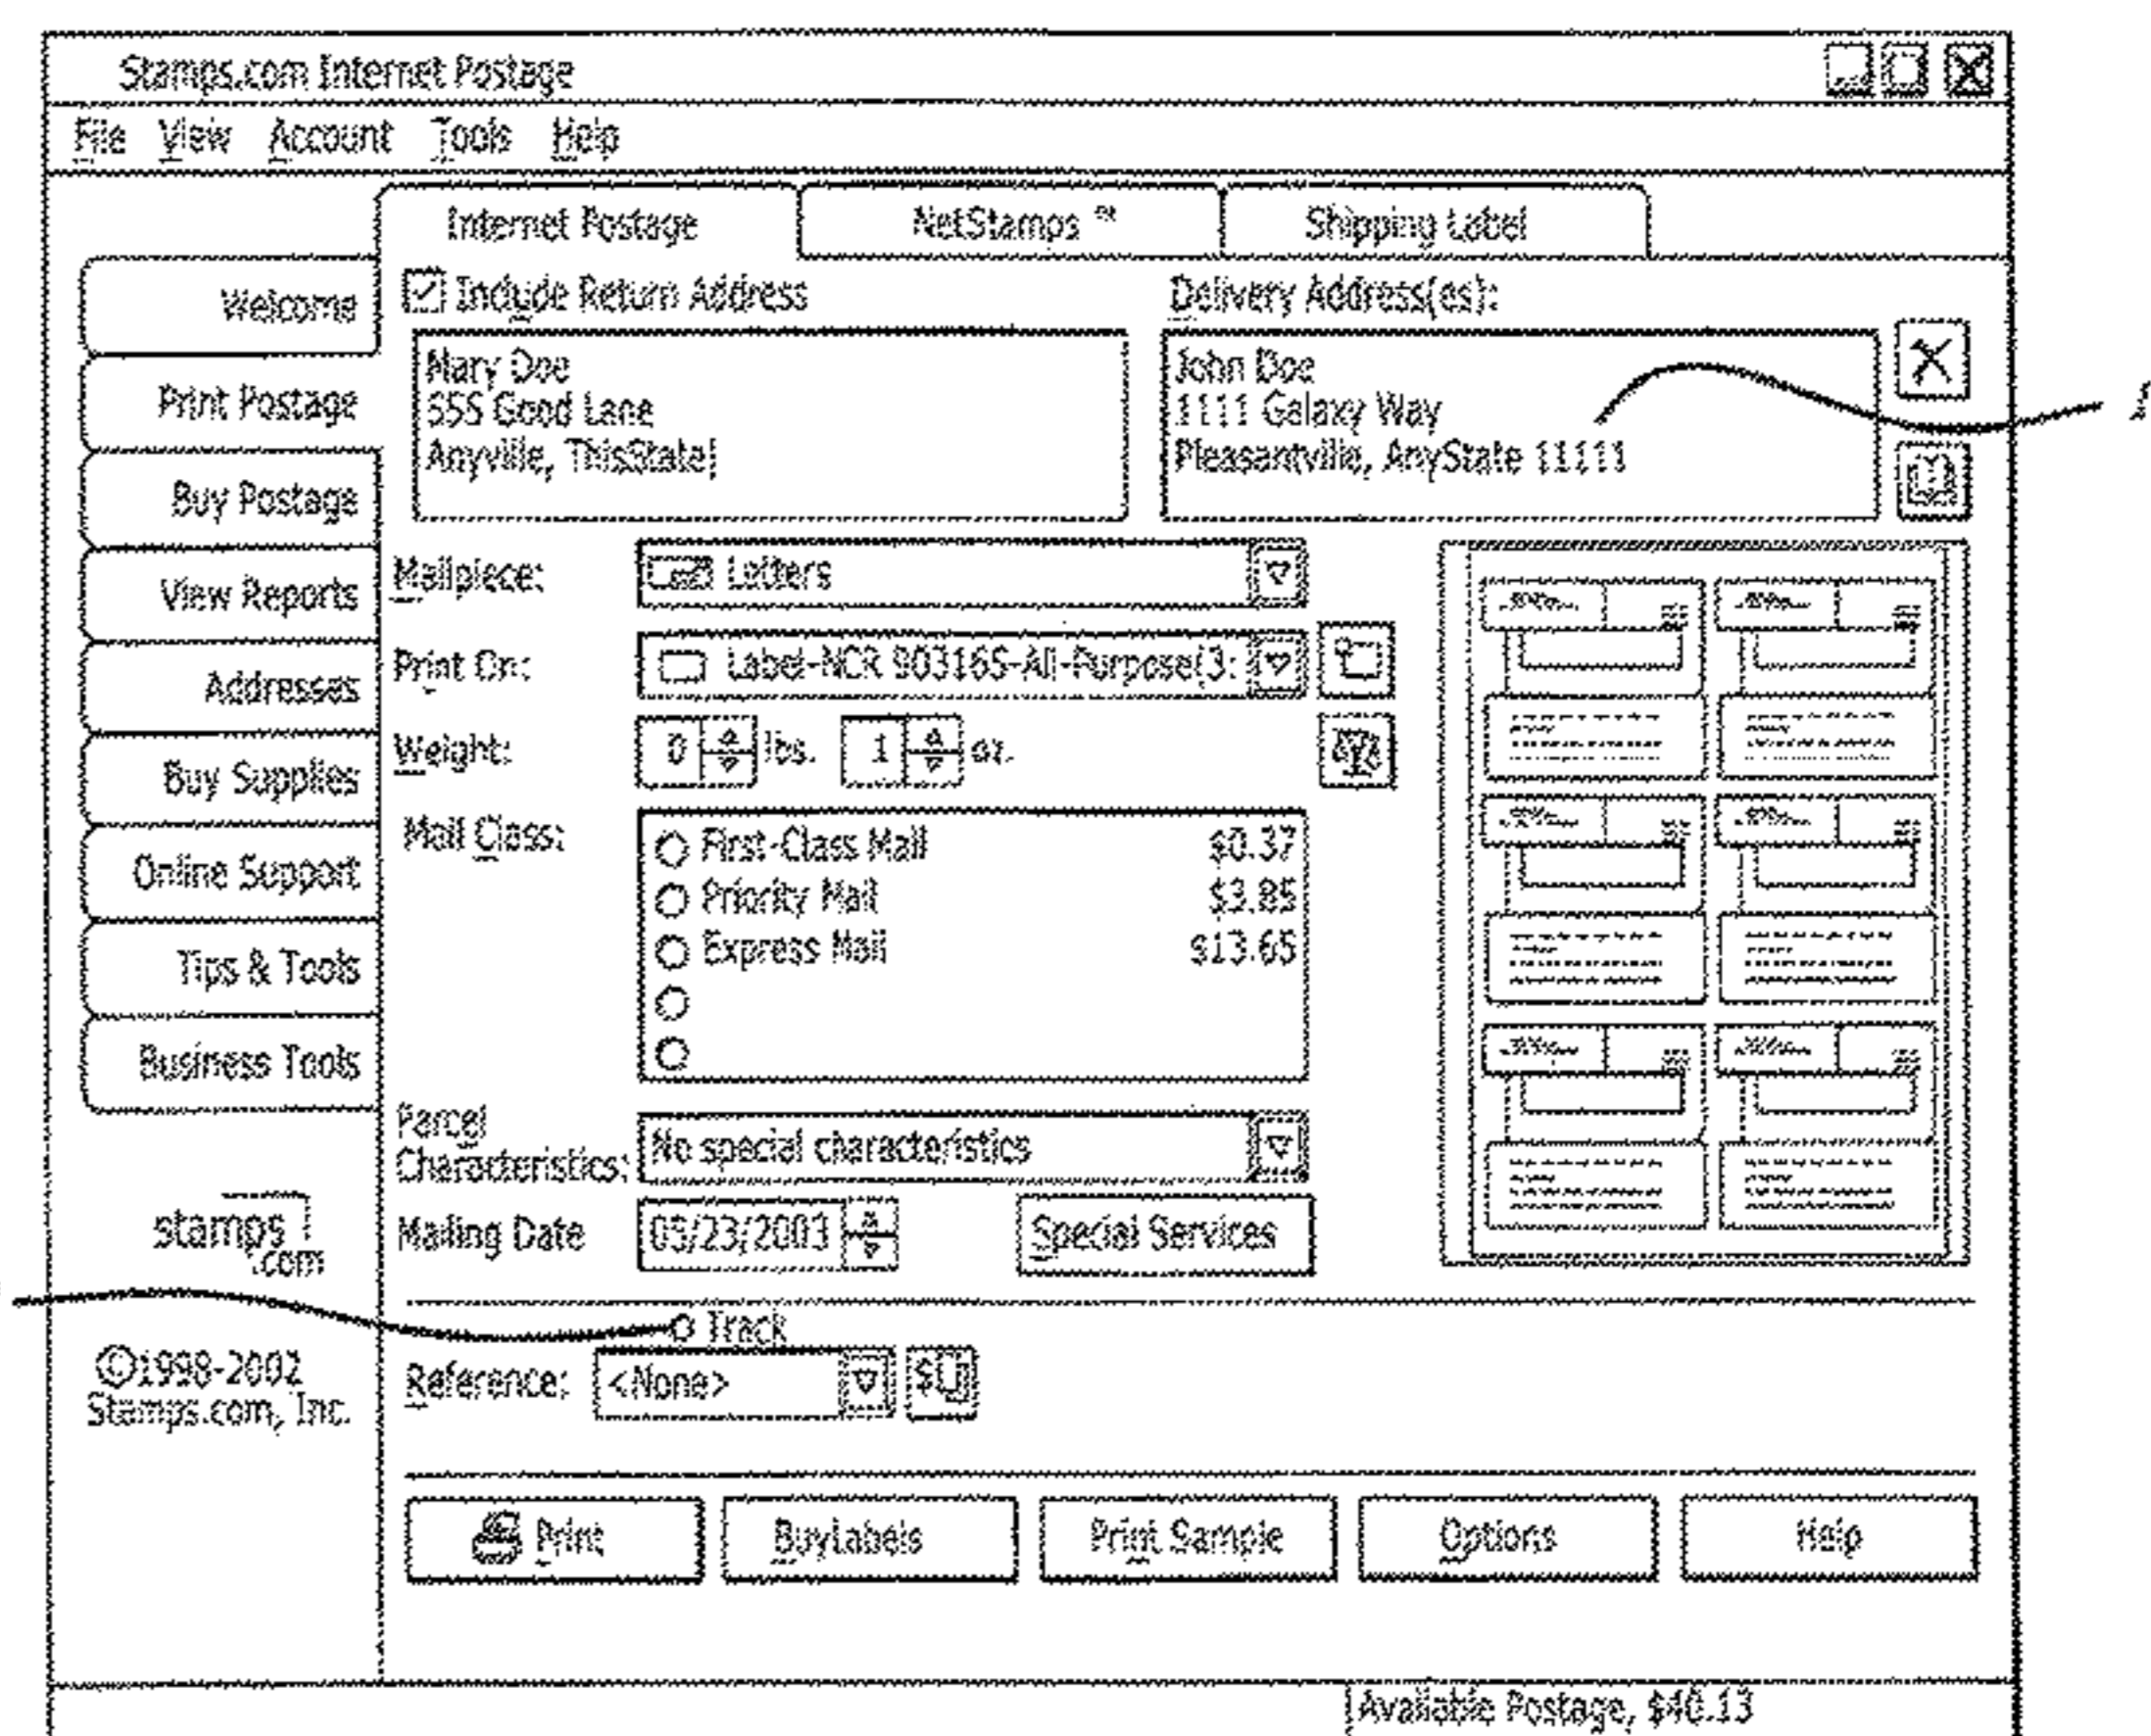 Stamps.com Internet Postage
File View Account Tools Help
Internet Postage NetStamps ™ Shipping Label
Welcome
Print Postage
Buy Postage
View Reports
Addresses
Buy Supplies
Online Support
Tips & Tools
Business Tools
stamps
.com
©1998-2002
Stamps.com, Inc.
Include Return Address
Mary Doe
555 Good Lane
Anyville, ThisState
Delivery Address(es):
John Doe
1111 Galaxy Way
Pleasantville, AnyState 11111
Mailpiece: Letters
Print On: Label-NCR 903165-All-Purpose(3:
Weight: 0 lbs. 1 oz.
Mail Class:
First-Class Mail $0.37
Priority Mail $3.85
Express Mail $13.65
Parcel
Characteristics: No special characteristics
Mailing Date 05/23/2003 Special Services
Track
Reference: <None> $
Print BuyLabels Print Sample Options Help
Available Postage, $40.13